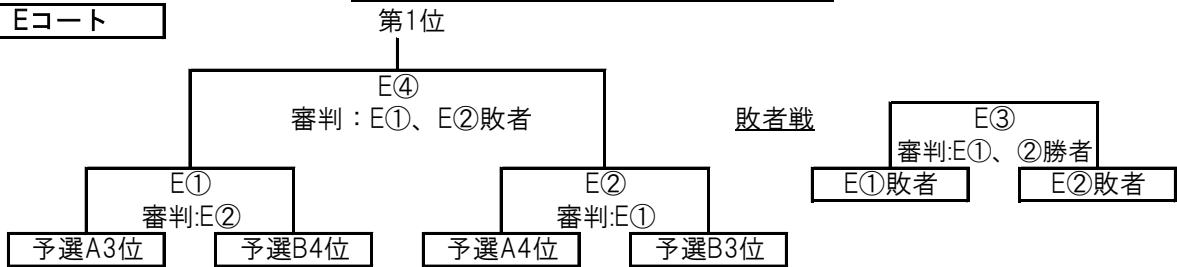 Eコート
第1位
E④
審判：E①、E②敗者
敗者戦
E③
審判:E①、②勝者
E①敗者
E②敗者
E①
審判:E②
E②
審判:E①
予選A3位
予選B4位
予選A4位
予選B3位